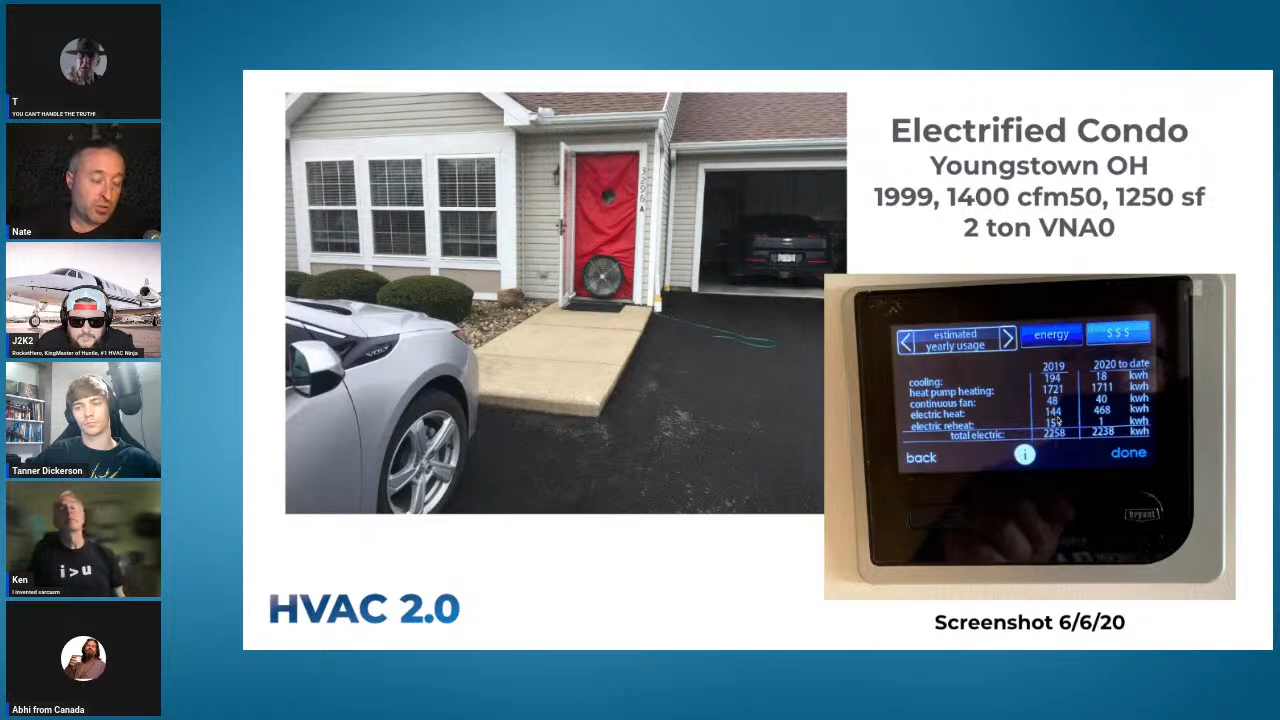 T
YOU CAN'T HANDLE THE TRUTH!
Nate
J2K2
RocketHero, KingMaster of Hustle, #1 HVAC Ninja
Tanner Dickerson
i>u
Ken
I invented sarcasm
Abhi from Canada
3296 A
VOLT
Electrified Condo
Youngstown OH
1999, 1400 cfm50, 1250 sf
2 ton VNA0
estimated
yearly usage
energy
$ $ $
2019 2020 to date
cooling: 194 18 kwh
heat pump heating: 1721 1711 kwh
continuous fan: 48 40 kwh
electric heat: 144 468 kwh
electric reheat: 1 kwh
total electric: 2258 2238 kwh
back
i
done
bryant
HVAC 2.0
Screenshot 6/6/20